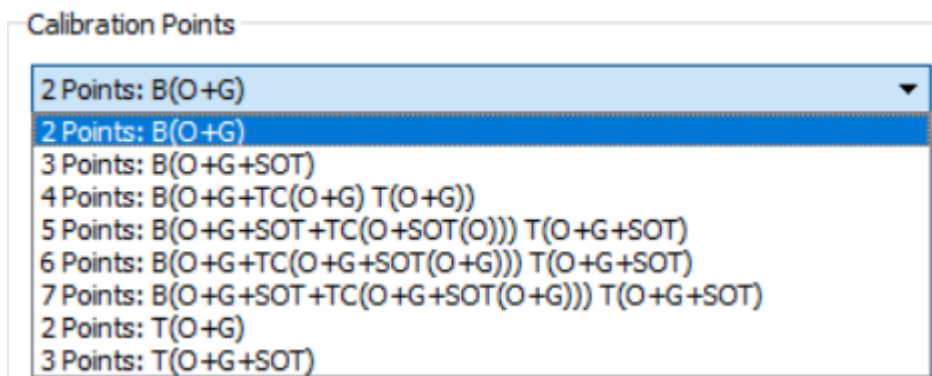 Calibration Points
2 Points: B(O+G)
2 Points: B(O+G)
3 Points: B(O+G+SOT)
4 Points: B(O+G+TC(O+G) T(O+G))
5 Points: B(O+G+SOT+TC(O+SOT(O))) T(O+G+SOT)
6 Points: B(O+G+TC(O+G+SOT(O+G))) T(O+G+SOT)
7 Points: B(O+G+SOT+TC(O+G+SOT(O+G))) T(O+G+SOT)
2 Points: T(O+G)
3 Points: T(O+G+SOT)